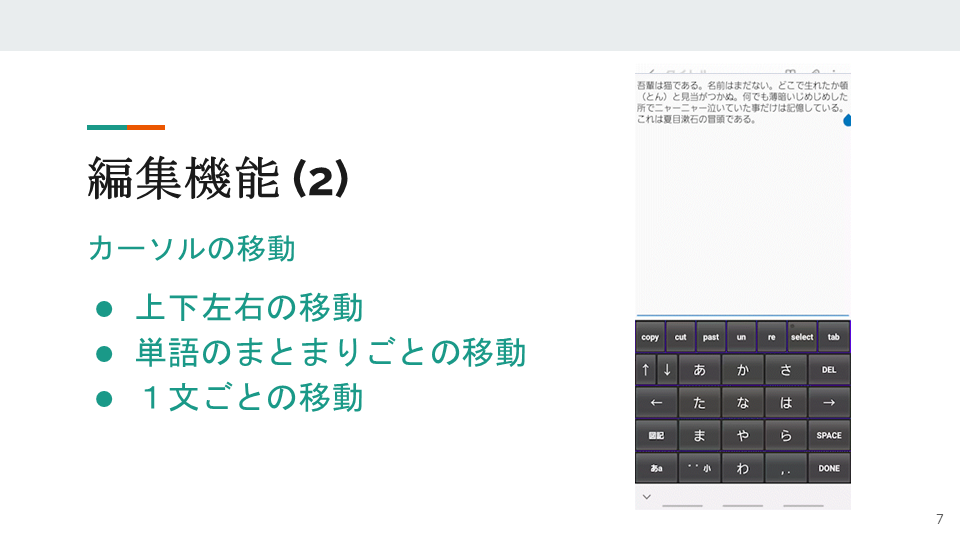 編集機能 (2)
カーソルの移動
● 上下左右の移動
● 単語のまとまりごとの移動
● １文ごとの移動
吾輩は猫である。名前はまだない。どこで生れたか頓
（とん）と見当がつかぬ。何でも薄暗いじめじめした
所でニャーニャー泣いていた事だけは記憶している。
これは夏目漱石の冒頭である。
copy cut past un re select tab
↑ ↓ あ か さ DEL
← た な は →
図記 ま や ら SPACE
あa ゛゜小 わ , . DONE
7